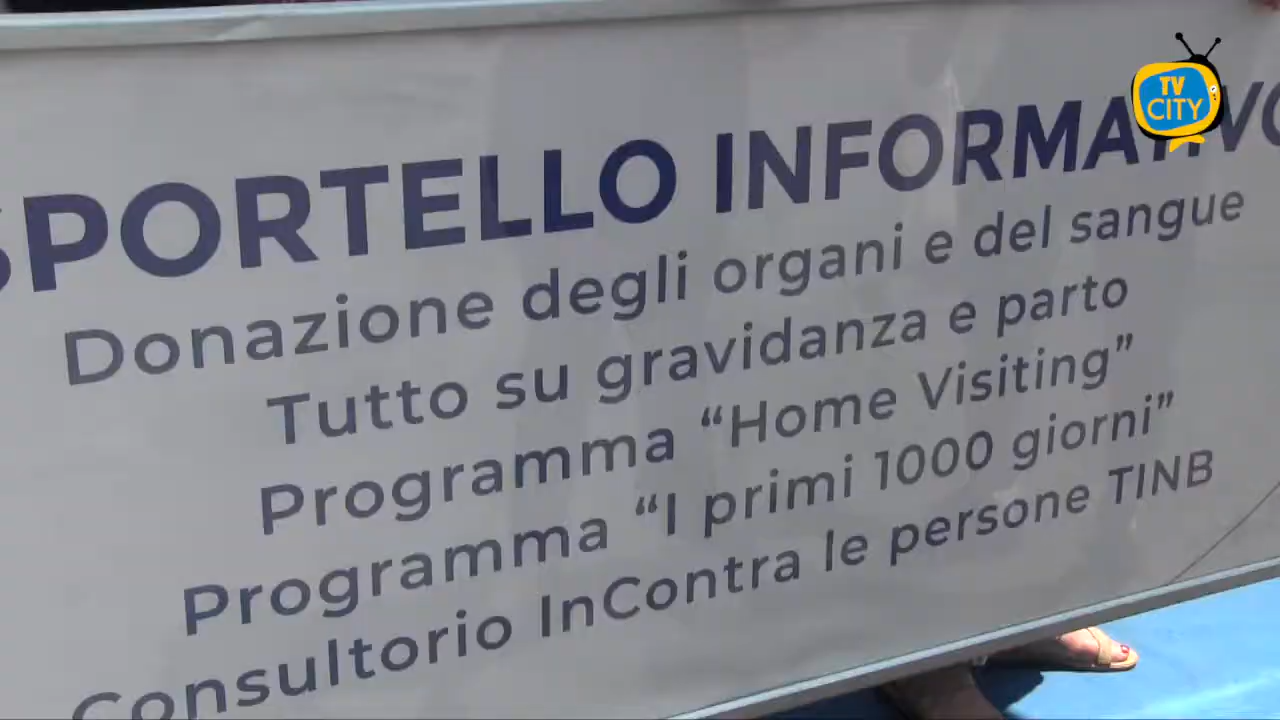 SPORTELLO INFORMATIVO
Donazione degli organi e del sangue
Tutto su gravidanza e parto
Programma “Home Visiting”
Programma “I primi 1000 giorni”
Consultorio InContra le persone TINB
TV
CITY